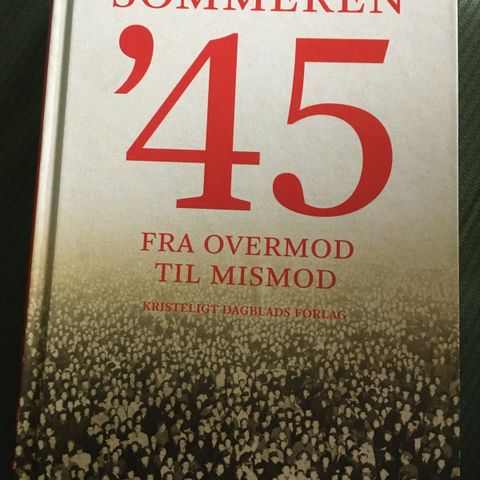 SOMMEREN
'45
FRA OVERMOD
TIL MISMOD
KRISTELIGT DAGBLADS FORLAG